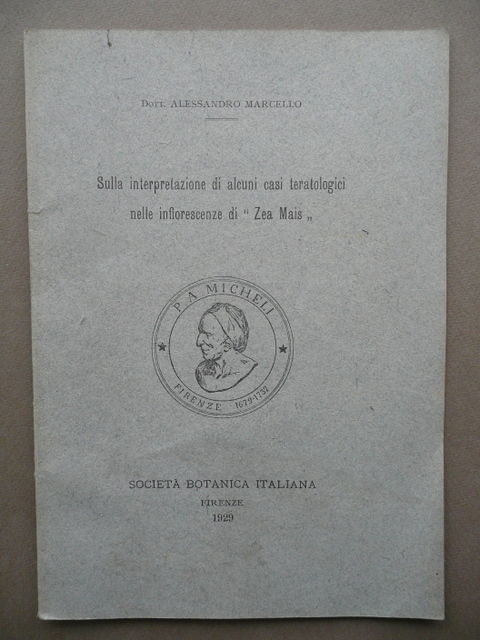 Dott. ALESSANDRO MARCELLO
Sulla interpretazione di alcuni casi teratologici
nelle inflorescenze di “ Zea Mais „
P. A. MICHELI
FIRENZE 1679-1737
SOCIETÀ BOTANICA ITALIANA
FIRENZE
1929